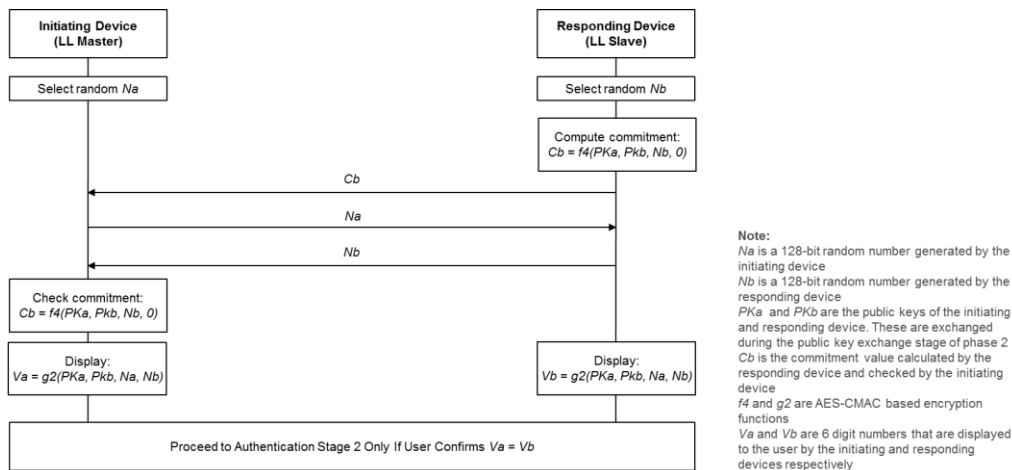 Initiating Device
(LL Master)
Responding Device
(LL Slave)
Select random Na
Select random Nb
Compute commitment:
Cb = f4(PKa, Pkb, Nb, 0)
Cb
Na
Nb
Check commitment:
Cb = f4(PKa, Pkb, Nb, 0)
Display:
Va = g2(PKa, Pkb, Na, Nb)
Display:
Vb = g2(PKa, Pkb, Na, Nb)
Proceed to Authentication Stage 2 Only If User Confirms Va = Vb
Note:
Na is a 128-bit random number generated by the
initiating device
Nb is a 128-bit random number generated by the
responding device
PKa and PKb are the public keys of the initiating
and responding device. These are exchanged
during the public key exchange stage of phase 2
Cb is the commitment value calculated by the
responding device and checked by the initiating
device
f4 and g2 are AES-CMAC based encryption
functions
Va and Vb are 6 digit numbers that are displayed
to the user by the initiating and responding
devices respectively